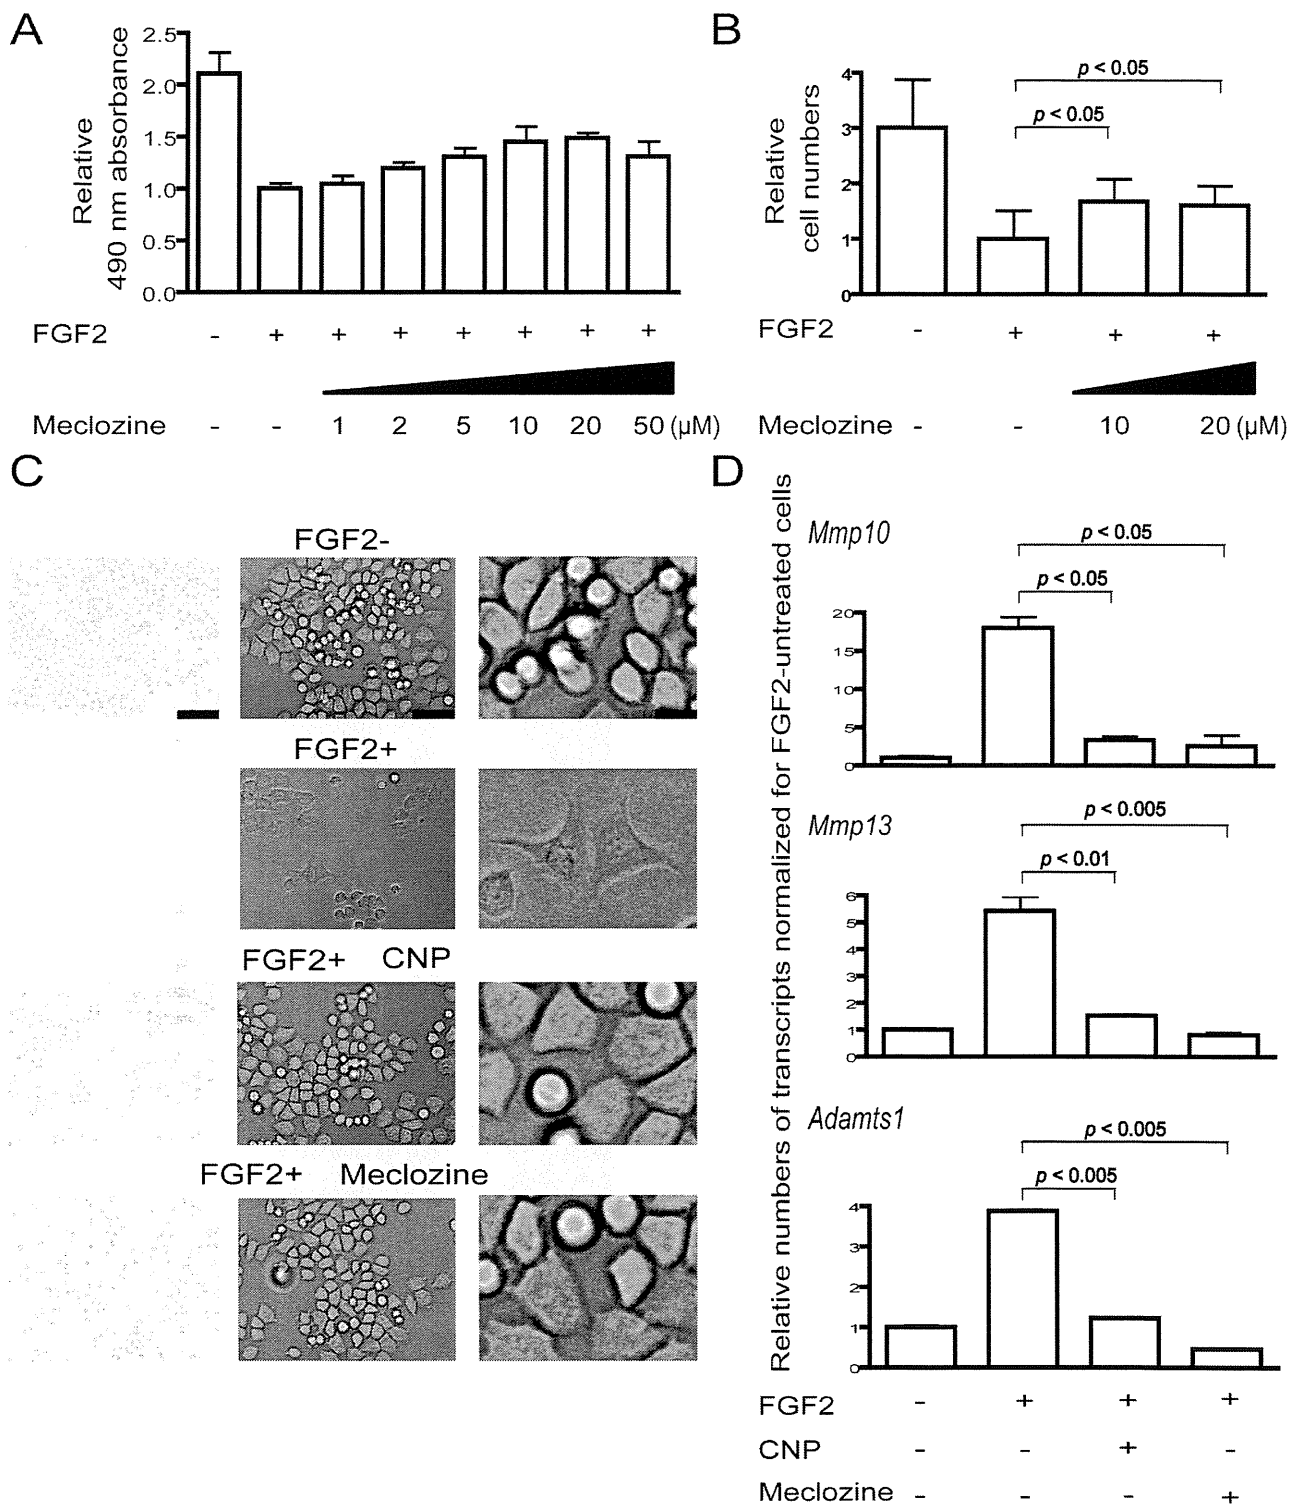 A
Relative
490 nm absorbance
2.5
2.0
1.5
1.0
0.5
0.0
FGF2 - + + + + + + +
Meclozine - - 1 2 5 10 20 50 (μM)
B
Relative
cell numbers
4
3
2
1
0
p < 0.05
p < 0.05
FGF2 - + + +
Meclozine - - 10 20 (μM)
C
FGF2-
FGF2+
FGF2+ CNP
FGF2+ Meclozine
D
Relative numbers of transcripts normalized for FGF2-untreated cells
Mmp10
p < 0.05
p < 0.05
20
15
10
5
0
Mmp13
p < 0.005
p < 0.01
6
5
4
3
2
1
0
Adamts1
p < 0.005
p < 0.005
4
3
2
1
0
FGF2 - + + +
CNP - - + -
Meclozine - - - +